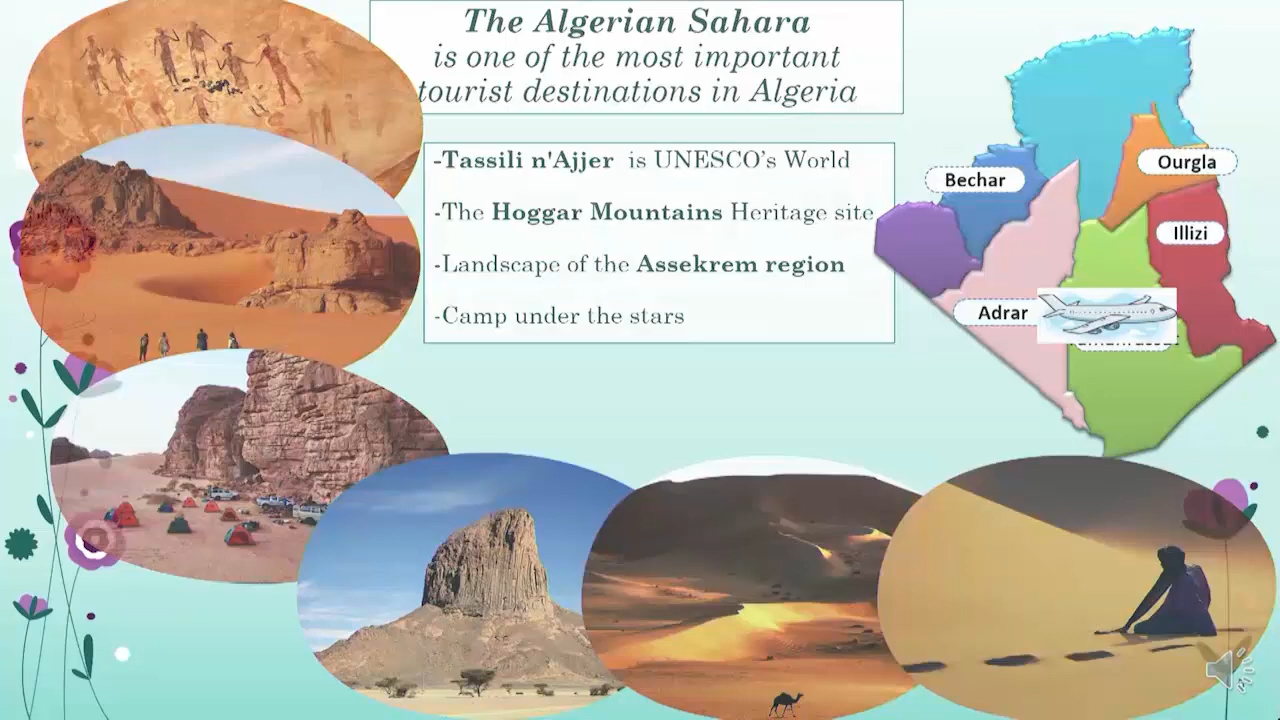 The Algerian Sahara
is one of the most important
tourist destinations in Algeria
-Tassili n'Ajjer is UNESCO's World
-The Hoggar Mountains Heritage site
-Landscape of the Assekrem region
-Camp under the stars
Ourgla
Bechar
Illizi
Adrar